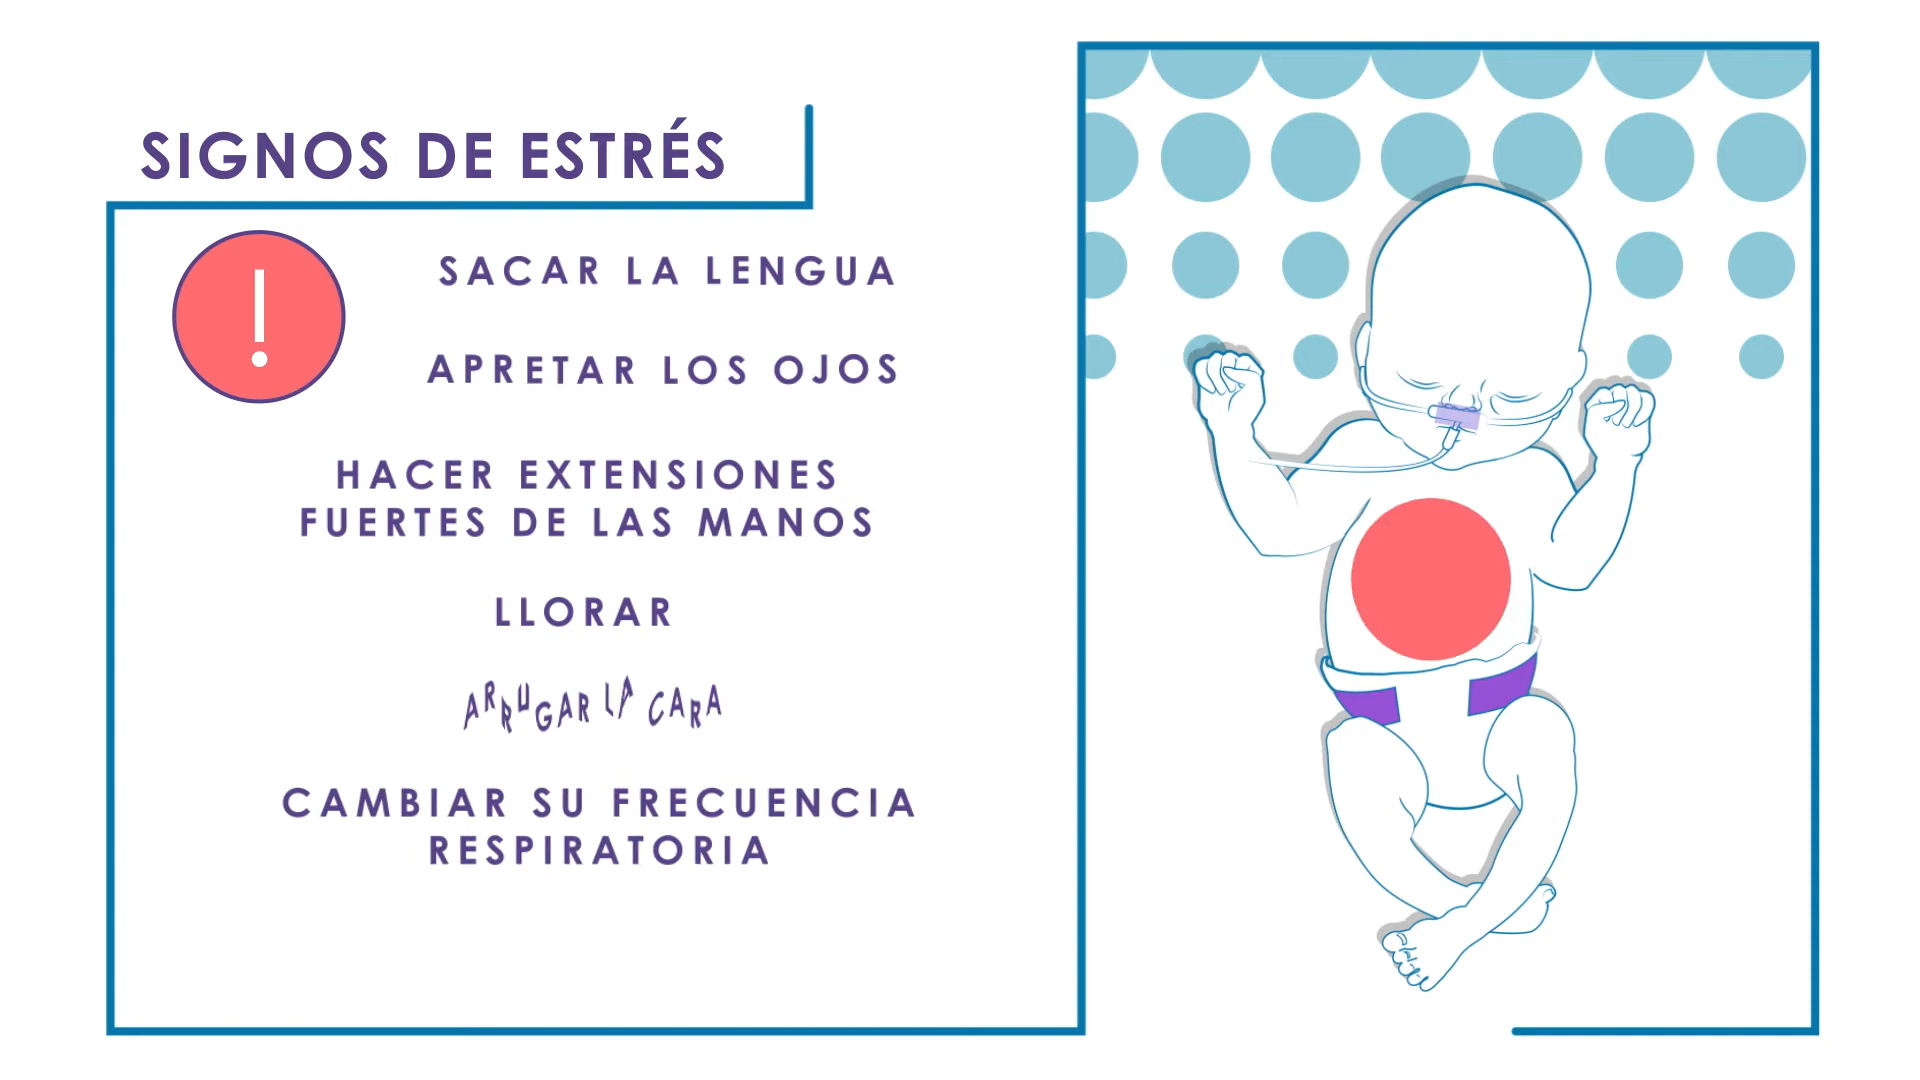 SIGNOS DE ESTRÉS
!
SACAR LA LENGUA
APRETAR LOS OJOS
HACER EXTENSIONES
FUERTES DE LAS MANOS
LLORAR
ARRUGAR LA CARA
CAMBIAR SU FRECUENCIA
RESPIRATORIA